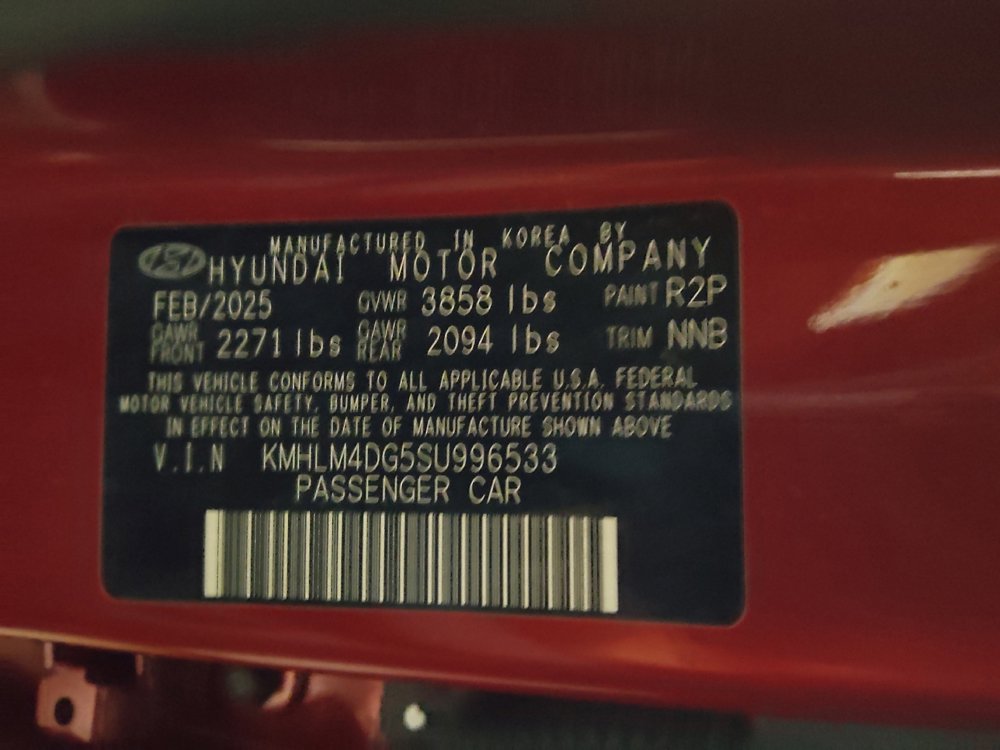 MANUFACTURED IN KOREA BY
HYUNDAI MOTOR COMPANY
FEB/2025 GVWR 3858 lbs PAINT R2P
GAWR FRONT 2271 lbs GAWR REAR 2094 lbs TRIM NNB
THIS VEHICLE CONFORMS TO ALL APPLICABLE U.S.A. FEDERAL
MOTOR VEHICLE SAFETY, BUMPER, AND THEFT PREVENTION STANDARDS
IN EFFECT ON THE DATE OF MANUFACTURE SHOWN ABOVE
V.I.N KMHLM4DG5SU996533
PASSENGER CAR